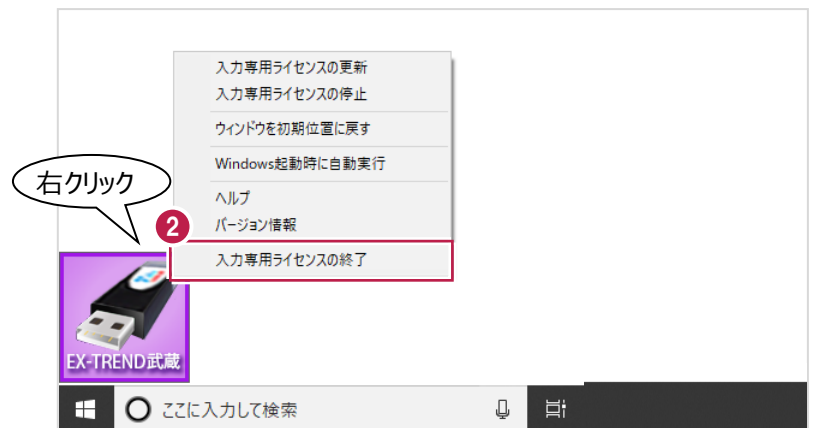 入力専用ライセンスの更新
入力専用ライセンスの停止
ウィンドウを初期位置に戻す
Windows起動時に自動実行
ヘルプ
バージョン情報
入力専用ライセンスの終了
右クリック
2
EX-TREND武蔵
ここに入力して検索